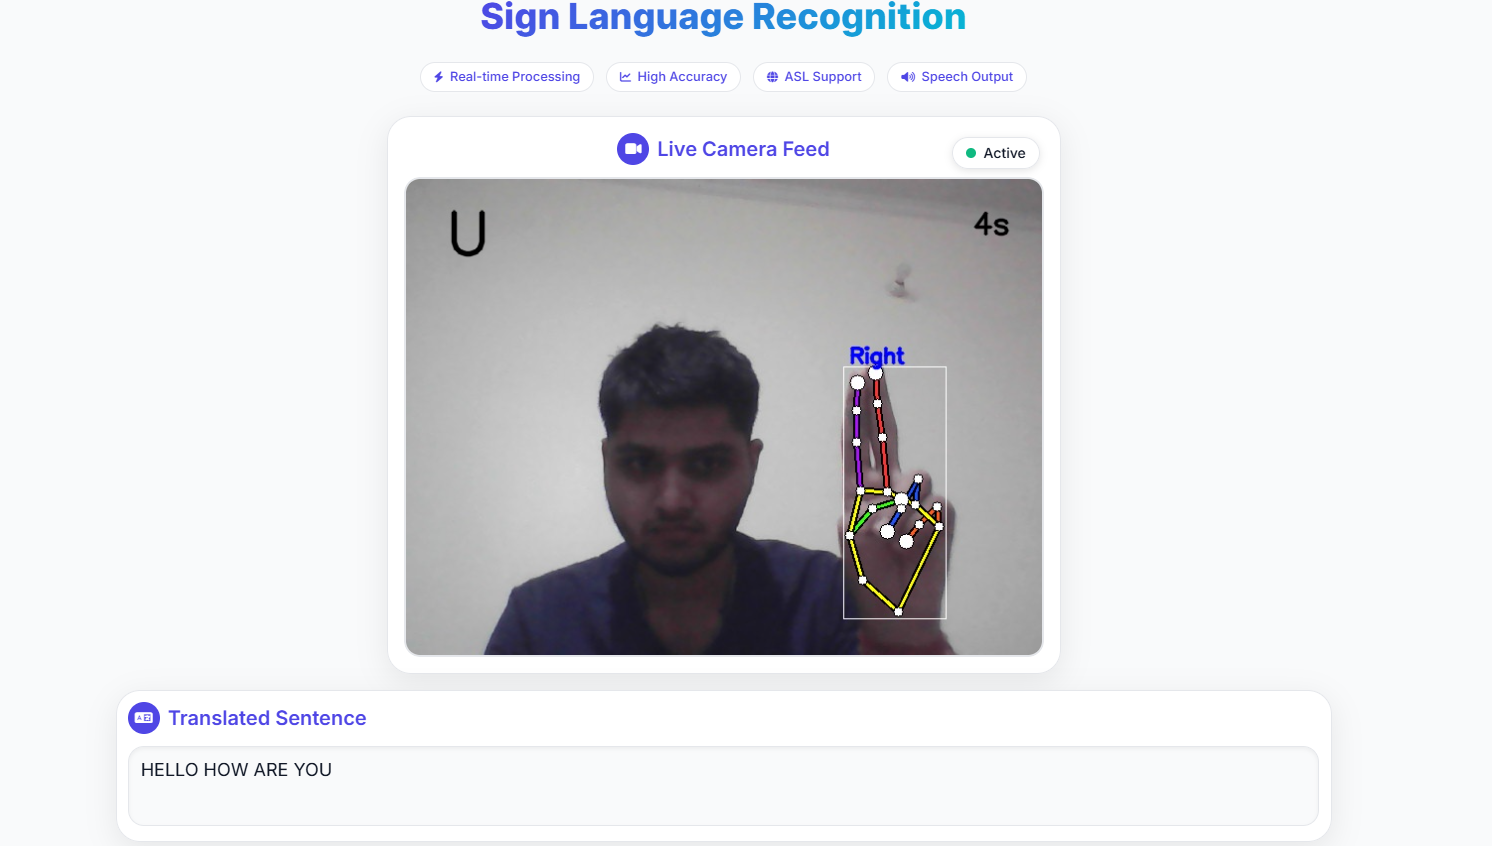 Sign Language Recognition
Real-time Processing
High Accuracy
ASL Support
Speech Output
Live Camera Feed
Active
U
4s
Right
Translated Sentence
HELLO HOW ARE YOU